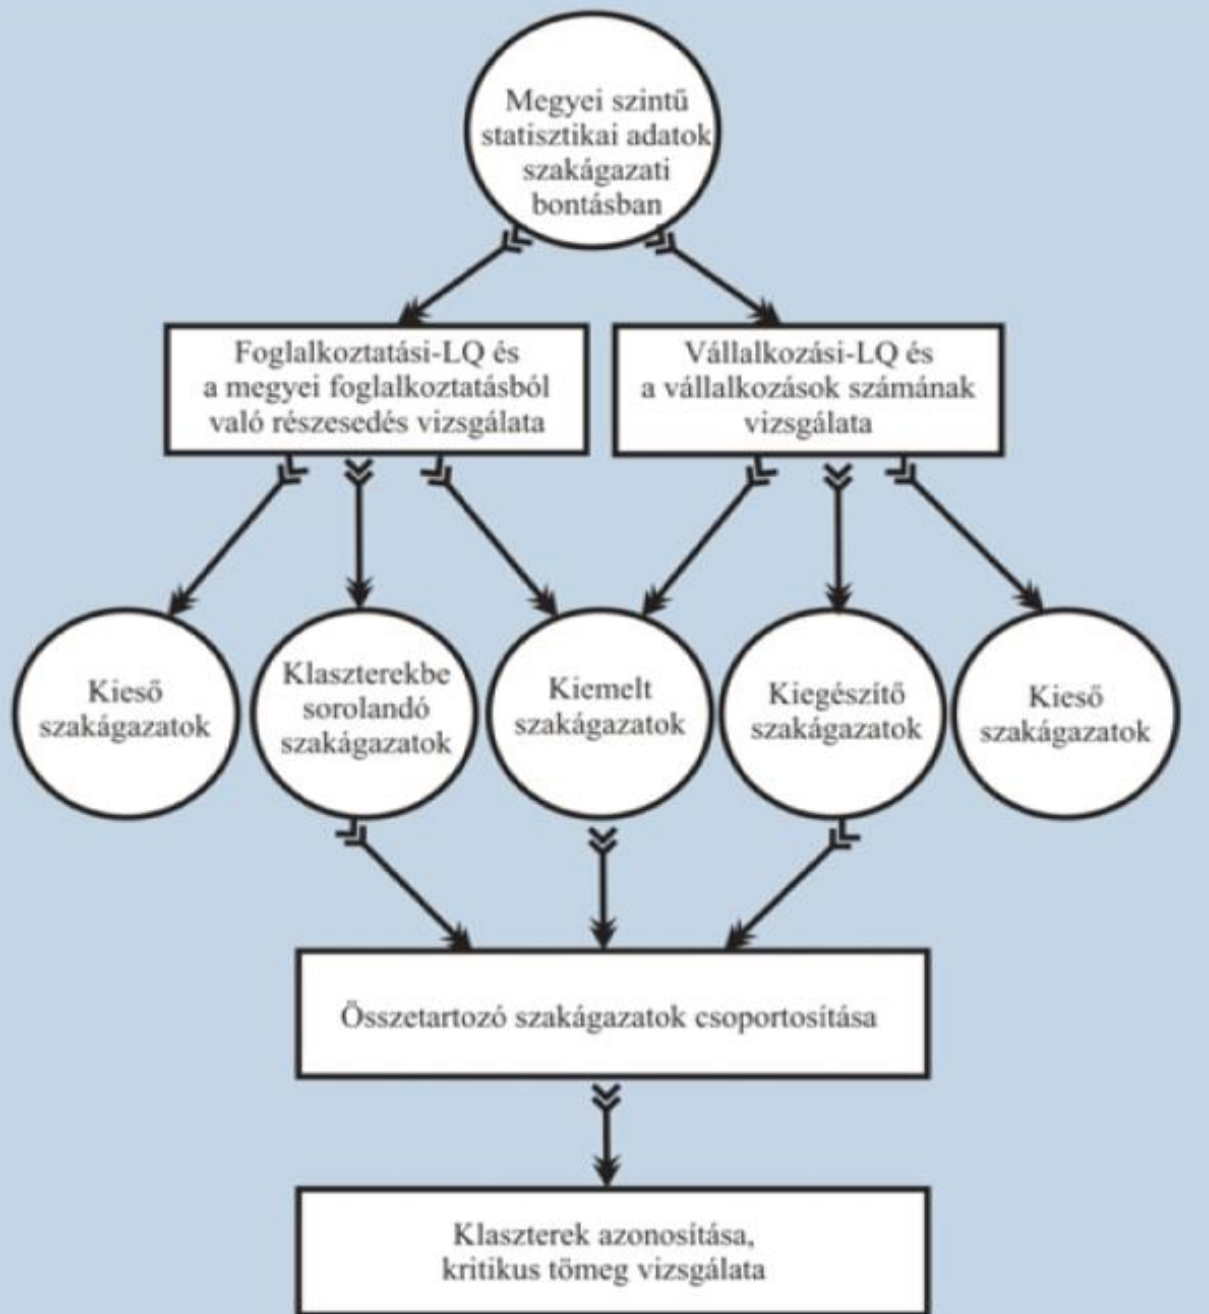 Megyei szintű
statisztikai adatok
szakágazati
bontásban
Foglalkoztatási-LQ és
a megyei foglalkoztatásból
való részesedés vizsgálata
Vállalkozási-LQ és
a vállalkozások számának
vizsgálata
Kieső
szakágazatok
Klaszterekbe
sorolandó
szakágazatok
Kiemelt
szakágazatok
Kiegészítő
szakágazatok
Kieső
szakágazatok
Összetartozó szakágazatok csoportosítása
Klaszterek azonosítása,
kritikus tömeg vizsgálata